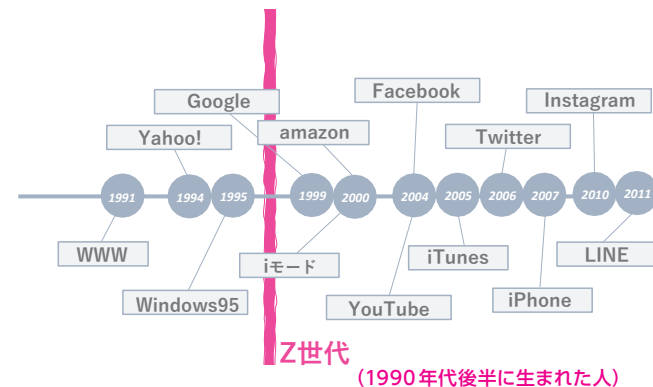 Facebook
Google
Instagram
Yahoo!
amazon
Twitter
1991
1994
1995
1999
2000
2004
2005
2006
2007
2010
2011
WWW
iモード
iTunes
LINE
Windows95
YouTube
iPhone
Z世代
(1990年代後半に生まれた人)